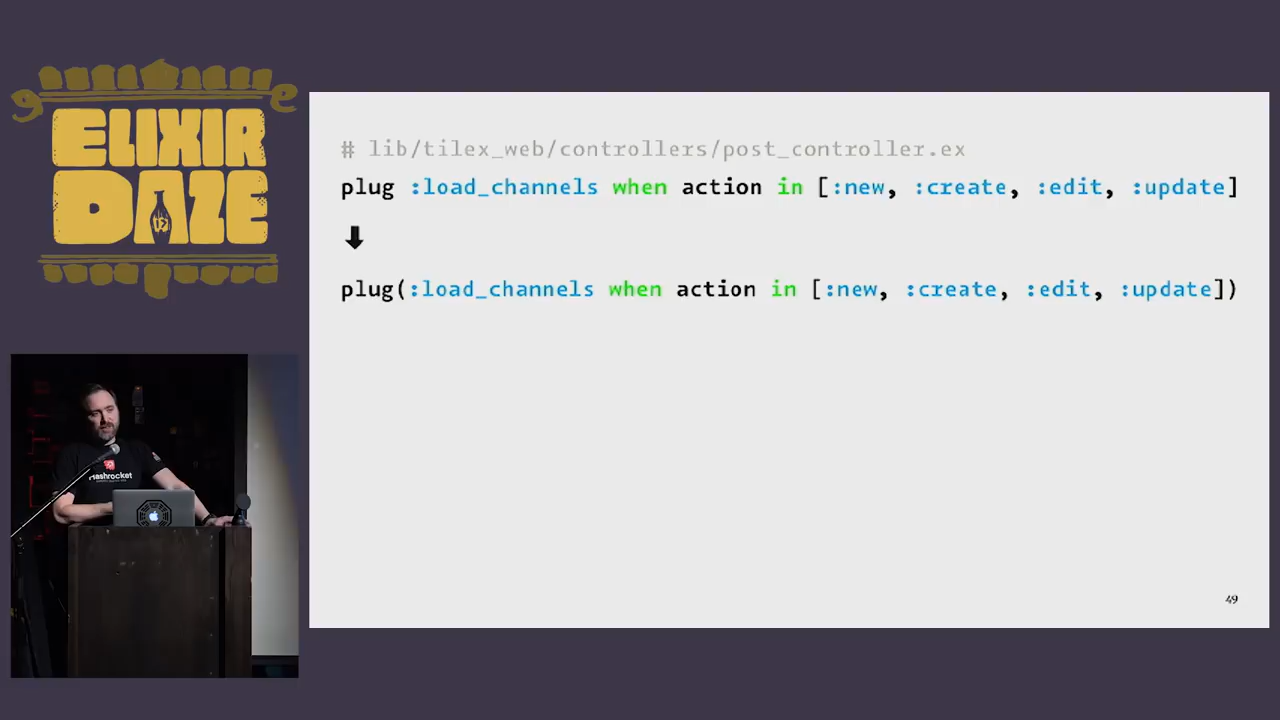 ELIXIR
DAZE
# lib/tilex_web/controllers/post_controller.ex
plug :load_channels when action in [:new, :create, :edit, :update]
plug(:load_channels when action in [:new, :create, :edit, :update])
49